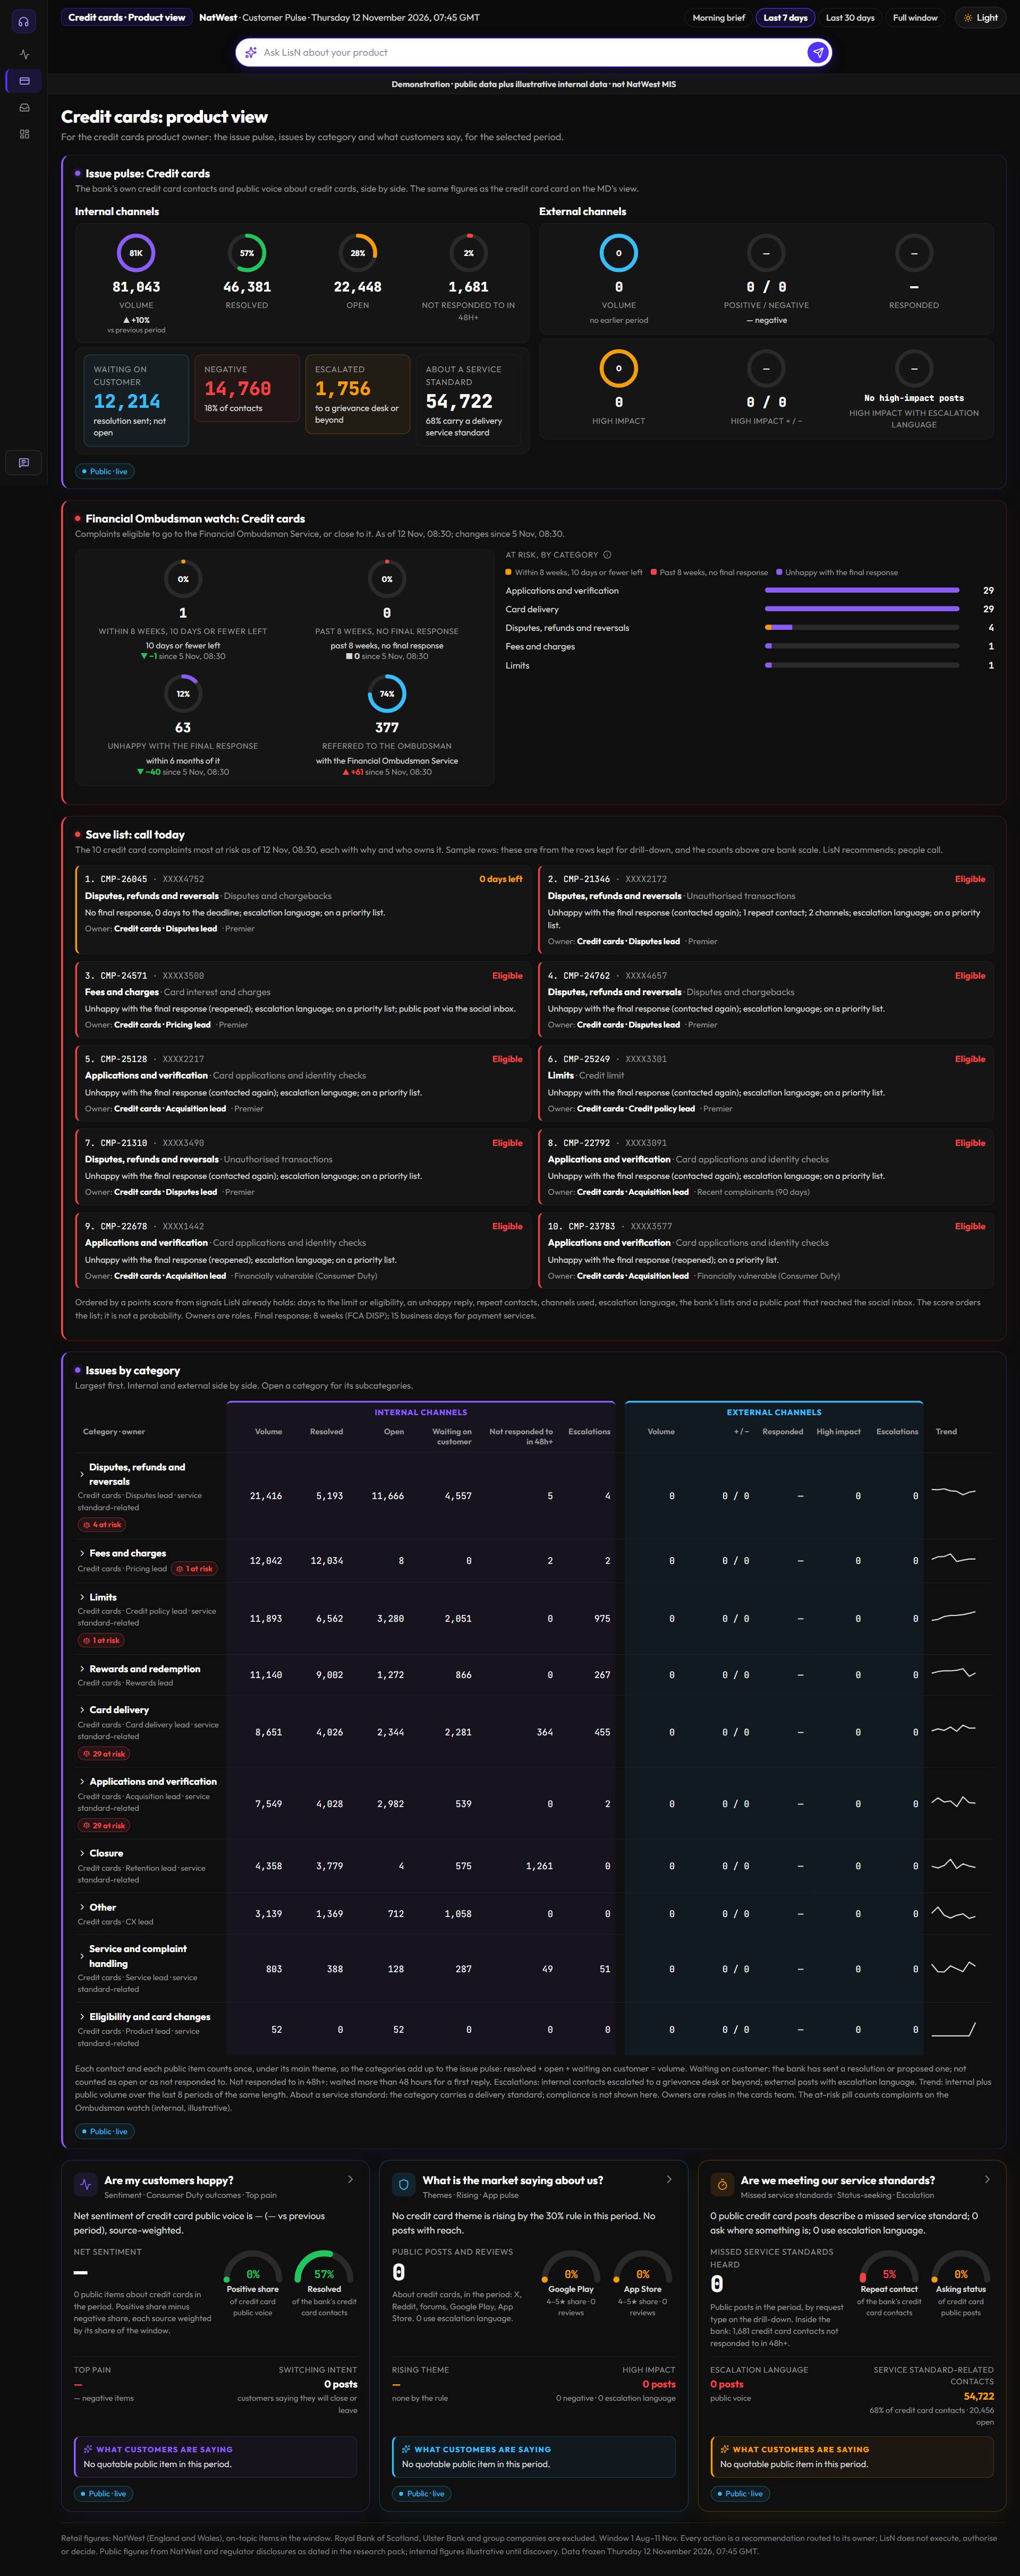 Credit cards · Product view
NatWest · Customer Pulse · Thursday 12 November 2026, 07:45 GMT
Morning brief
Last 7 days
Last 30 days
Full window
Light
Ask LisN about your product
Demonstration · public data plus illustrative internal data · not NatWest MIS
Credit cards: product view
For the credit cards product owner: the issue pulse, issues by category and what customers say, for the selected period.
Issue pulse: Credit cards
The bank's own credit card contacts and public voice about credit cards, side by side. The same figures as the credit card card on the MD's view.
Internal channels
81K
81,043
VOLUME
▲ +10%
vs previous period
57%
46,381
RESOLVED
28%
22,448
OPEN
2%
1,681
NOT RESPONDED TO IN
48H+
WAITING ON
CUSTOMER
12,214
resolution sent; not
open
NEGATIVE
14,760
18% of contacts
ESCALATED
1,756
to a grievance desk or
beyond
ABOUT A SERVICE
STANDARD
54,722
68% carry a delivery
service standard
External channels
0
0
VOLUME
no earlier period
—
0 / 0
POSITIVE / NEGATIVE
— negative
—
—
RESPONDED
0
0
HIGH IMPACT
—
0 / 0
HIGH IMPACT + / −
—
No high-impact posts
HIGH IMPACT WITH ESCALATION
LANGUAGE
Public · live
Financial Ombudsman watch: Credit cards
Complaints eligible to go to the Financial Ombudsman Service, or close to it. As of 12 Nov, 08:30; changes since 5 Nov, 08:30.
0%
1
WITHIN 8 WEEKS, 10 DAYS OR FEWER LEFT
10 days or fewer left
▼ −1 since 5 Nov, 08:30
0%
0
PAST 8 WEEKS, NO FINAL RESPONSE
past 8 weeks, no final response
■ 0 since 5 Nov, 08:30
12%
63
UNHAPPY WITH THE FINAL RESPONSE
within 6 months of it
▼ −40 since 5 Nov, 08:30
74%
377
REFERRED TO THE OMBUDSMAN
with the Financial Ombudsman Service
▲ +61 since 5 Nov, 08:30
AT RISK, BY CATEGORY
Within 8 weeks, 10 days or fewer left
Past 8 weeks, no final response
Unhappy with the final response
Applications and verification 29
Card delivery 29
Disputes, refunds and reversals 4
Fees and charges 1
Limits 1
Save list: call today
The 10 credit card complaints most at risk as of 12 Nov, 08:30, each with why and who owns it. Sample rows: these are from the rows kept for drill-down, and the counts above are bank scale. LisN recommends; people call.
1. CMP-26045 · XXXX4752 0 days left
Disputes, refunds and reversals · Disputes and chargebacks
No final response, 0 days to the deadline; escalation language; on a priority list.
Owner: Credit cards · Disputes lead · Premier
2. CMP-21346 · XXXX2172 Eligible
Disputes, refunds and reversals · Unauthorised transactions
Unhappy with the final response (contacted again); 1 repeat contact; 2 channels; escalation language; on a priority
list.
Owner: Credit cards · Disputes lead · Premier
3. CMP-24571 · XXXX3500 Eligible
Fees and charges · Card interest and charges
Unhappy with the final response (reopened); escalation language; on a priority list; public post via the social inbox.
Owner: Credit cards · Pricing lead · Premier
4. CMP-24762 · XXXX4657 Eligible
Disputes, refunds and reversals · Disputes and chargebacks
Unhappy with the final response (contacted again); escalation language; on a priority list.
Owner: Credit cards · Disputes lead · Premier
5. CMP-25128 · XXXX2217 Eligible
Applications and verification · Card applications and identity checks
Unhappy with the final response (contacted again); escalation language; on a priority list.
Owner: Credit cards · Acquisition lead · Premier
6. CMP-25249 · XXXX3301 Eligible
Limits · Credit limit
Unhappy with the final response (contacted again); escalation language; on a priority list.
Owner: Credit cards · Credit policy lead · Premier
7. CMP-21310 · XXXX3490 Eligible
Disputes, refunds and reversals · Unauthorised transactions
Unhappy with the final response (contacted again); escalation language; on a priority list.
Owner: Credit cards · Disputes lead · Premier
8. CMP-22792 · XXXX3091 Eligible
Applications and verification · Card applications and identity checks
Unhappy with the final response (contacted again); escalation language; on a priority list.
Owner: Credit cards · Acquisition lead · Recent complainants (90 days)
9. CMP-22678 · XXXX1442 Eligible
Applications and verification · Card applications and identity checks
Unhappy with the final response (reopened); escalation language; on a priority list.
Owner: Credit cards · Acquisition lead · Financially vulnerable (Consumer Duty)
10. CMP-23783 · XXXX3577 Eligible
Applications and verification · Card applications and identity checks
Unhappy with the final response (reopened); on a priority list.
Owner: Credit cards · Acquisition lead · Financially vulnerable (Consumer Duty)
Ordered by a points score from signals LisN already holds: days to the limit or eligibility, an unhappy reply, repeat contacts, channels used, escalation language, the bank's lists and a public post that reached the social inbox. The score orders
the list; it is not a probability. Owners are roles. Final response: 8 weeks (FCA DISP); 15 business days for payment services.
Issues by category
Largest first. Internal and external side by side. Open a category for its subcategories.
INTERNAL CHANNELS EXTERNAL CHANNELS
Category · owner Volume Resolved Open Waiting on customer Not responded to in 48h+ Escalations Volume + / − Responded High impact Escalations Trend
Disputes, refunds and
reversals
Credit cards · Disputes lead · service
standard-related
4 at risk
21,416 5,193 11,666 4,557 5 4 0 0 / 0 — 0 0
Fees and charges
Credit cards · Pricing lead 1 at risk
12,042 12,034 8 0 2 2 0 0 / 0 — 0 0
Limits
Credit cards · Credit policy lead · service
standard-related
1 at risk
11,893 6,562 3,280 2,051 0 975 0 0 / 0 — 0 0
Rewards and redemption
Credit cards · Rewards lead
11,140 9,002 1,272 866 0 267 0 0 / 0 — 0 0
Card delivery
Credit cards · Card delivery lead · service
standard-related
29 at risk
8,651 4,026 2,344 2,281 364 455 0 0 / 0 — 0 0
Applications and verification
Credit cards · Acquisition lead · service
standard-related
29 at risk
7,549 4,028 2,982 539 0 2 0 0 / 0 — 0 0
Closure
Credit cards · Retention lead · service
standard-related
4,358 3,779 4 575 1,261 0 0 0 / 0 — 0 0
Other
Credit cards · CX lead
3,139 1,369 712 1,058 0 0 0 0 / 0 — 0 0
Service and complaint
handling
Credit cards · Service lead · service
standard-related
803 388 128 287 49 51 0 0 / 0 — 0 0
Eligibility and card changes
Credit cards · Product lead · service
standard-related
52 0 52 0 0 0 0 0 / 0 — 0 0
Each contact and each public item counts once, under its main theme, so the categories add up to the issue pulse: resolved + open + waiting on customer = volume. Waiting on customer: the bank has sent a resolution or proposed one; not
counted as open or as not responded to. Not responded to in 48h+: waited more than 48 hours for a first reply. Escalations: internal contacts escalated to a grievance desk or beyond; external posts with escalation language. Trend: internal plus
public volume over the last 8 periods of the same length. About a service standard: the category carries a delivery standard; compliance is not shown here. Owners are roles in the cards team. The at-risk pill counts complaints on the
Ombudsman watch (internal, illustrative).
Public · live
Are my customers happy?
Sentiment · Consumer Duty outcomes · Top pain
Net sentiment of credit card public voice is — (— vs previous
period), source-weighted.
NET SENTIMENT
—
0 public items about credit cards in
the period. Positive share minus
negative share, each source weighted
by its share of the window.
0%
Positive share
of credit card
public voice
57%
Resolved
of the bank's credit
card contacts
TOP PAIN
—
— negative items
SWITCHING INTENT
0 posts
customers saying they will close or
leave
WHAT CUSTOMERS ARE SAYING
No quotable public item in this period.
Public · live
What is the market saying about us?
Themes · Rising · App pulse
No credit card theme is rising by the 30% rule in this period. No
posts with reach.
PUBLIC POSTS AND REVIEWS
0
About credit cards, in the period: X,
Reddit, forums, Google Play, App
Store. 0 use escalation language.
0%
Google Play
4–5★ share · 0
reviews
0%
App Store
4–5★ share · 0
reviews
RISING THEME
—
none by the rule
HIGH IMPACT
0 posts
0 negative · 0 escalation language
WHAT CUSTOMERS ARE SAYING
No quotable public item in this period.
Public · live
Are we meeting our service standards?
Missed service standards · Status-seeking · Escalation
0 public credit card posts describe a missed service standard; 0
ask where something is; 0 use escalation language.
MISSED SERVICE STANDARDS
HEARD
0
Public posts in the period, by request
type on the drill-down. Inside the
bank: 1,681 credit card contacts not
responded to in 48h+.
5%
Repeat contact
of the bank's credit
card contacts
0%
Asking status
of credit card
public posts
ESCALATION LANGUAGE
0 posts
public voice
SERVICE STANDARD-RELATED
CONTACTS
54,722
68% of credit card contacts · 20,456
open
WHAT CUSTOMERS ARE SAYING
No quotable public item in this period.
Public · live
Retail figures: NatWest (England and Wales), on-topic items in the window. Royal Bank of Scotland, Ulster Bank and group companies are excluded. Window 1 Aug–11 Nov. Every action is a recommendation routed to its owner; LisN does not execute, authorise
or decide. Public figures from NatWest and regulator disclosures as dated in the research pack; internal figures illustrative until discovery. Data frozen Thursday 12 November 2026, 07:45 GMT.